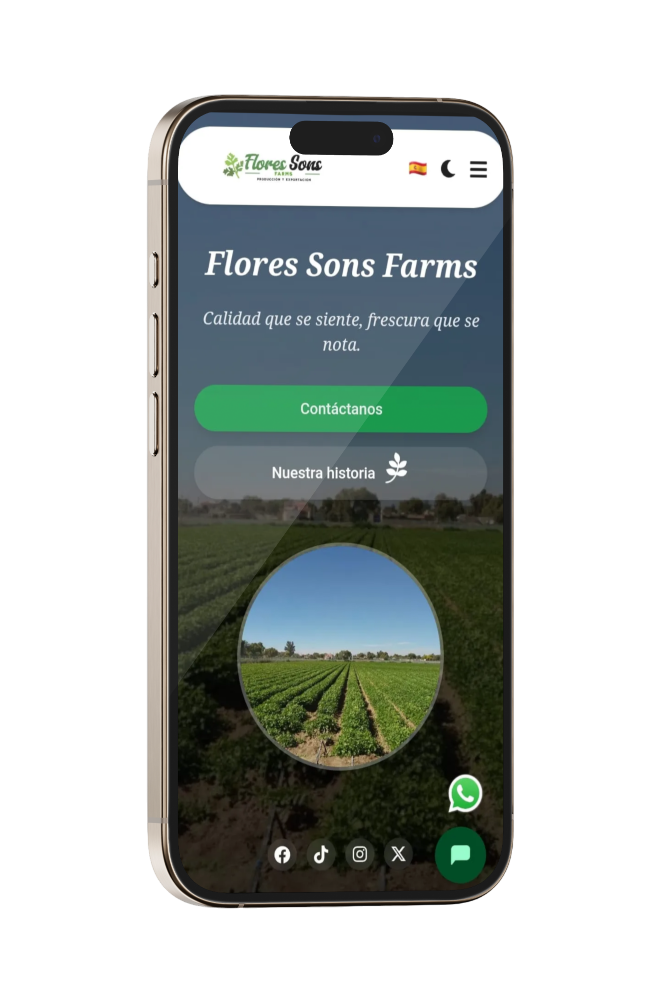 Flores Sons
FARMS
PRODUCCIÓN Y EXPORTACIÓN
Flores Sons Farms
Calidad que se siente, frescura que se
nota.
Contáctanos
Nuestra historia